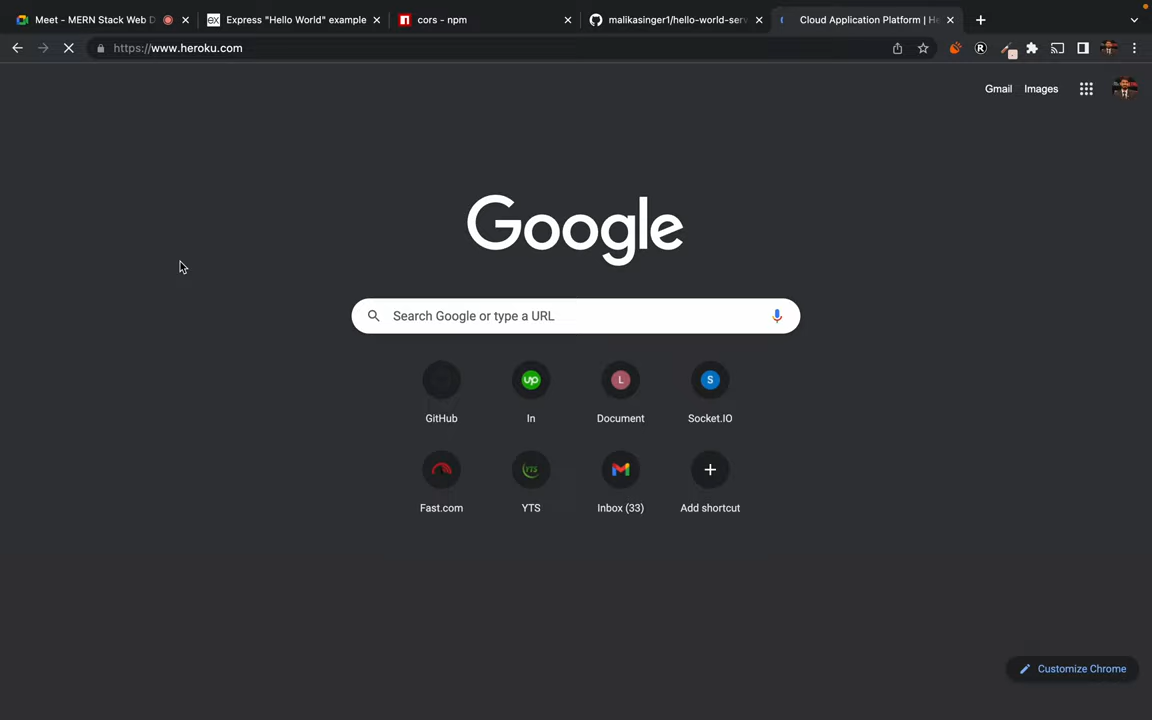 Meet - MERN Stack Web D
Express "Hello World" example
cors - npm
malikasinger1/hello-world-serv
Cloud Application Platform | H
https://www.heroku.com
Gmail
Images
Google
Search Google or type a URL
GitHub
In
Document
Socket.IO
Fast.com
YTS
Inbox (33)
Add shortcut
Customize Chrome